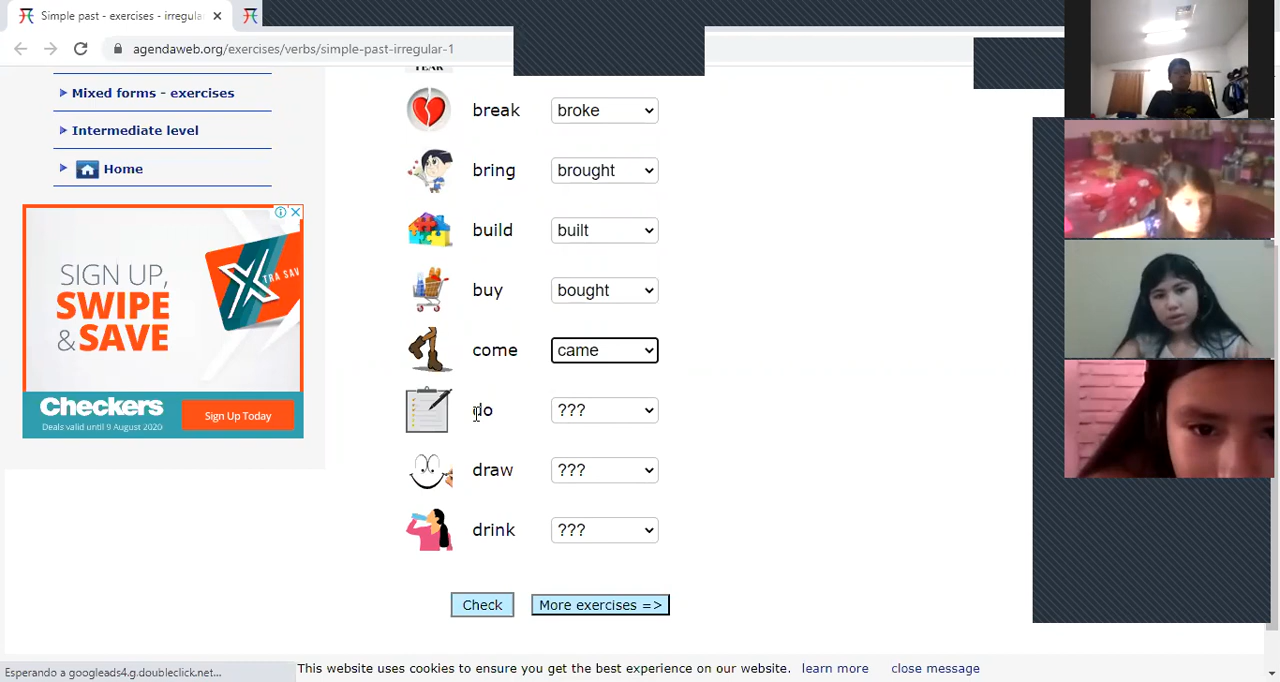 Simple past - exercises - irregula
agendaweb.org/exercises/verbs/simple-past-irregular-1
Mixed forms - exercises
Intermediate level
Home
SIGN UP,
SWIPE
& SAVE
XTRA SAV
Checkers
Deals valid until 9 August 2020
Sign Up Today
YEAR
break broke
bring brought
build built
buy bought
come came
do ???
draw ???
drink ???
Check More exercises =>
Esperando a googleads4.g.doubleclick.net...
This website uses cookies to ensure you get the best experience on our website. learn more close message